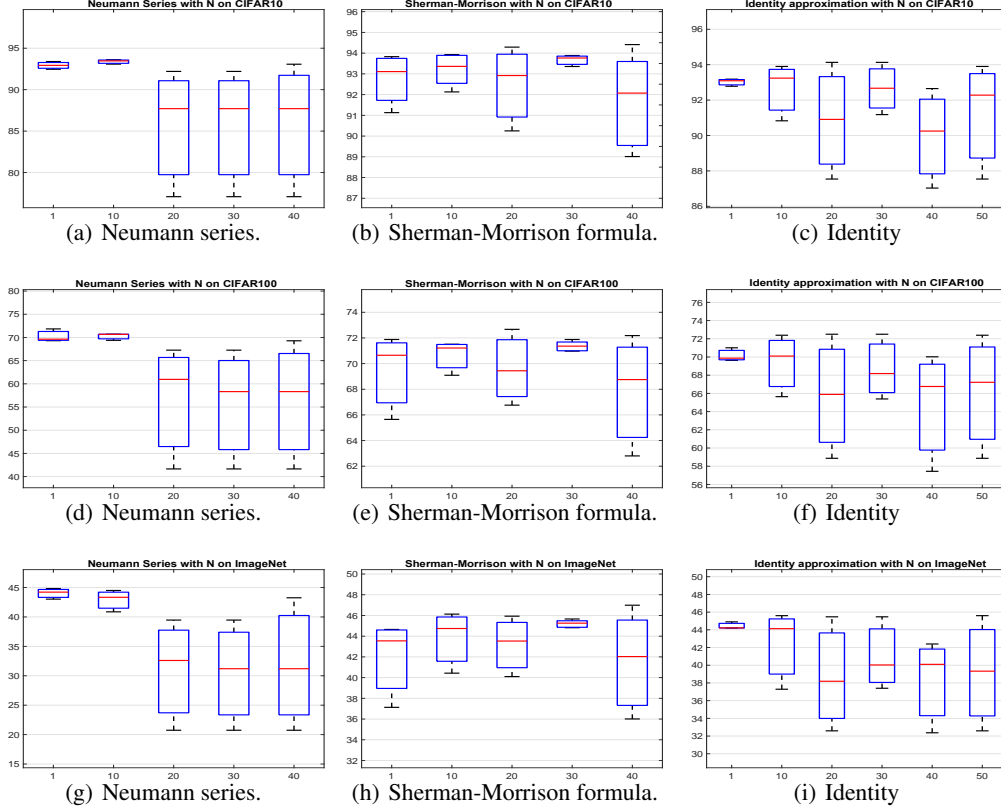 Neumann Series with N on CIFAR10
95
90
85
80
1 10 20 30 40
(a) Neumann series.
Sherman-Morrison with N on CIFAR10
96
95
94
93
92
91
90
89
88
87
1 10 20 30 40
(b) Sherman-Morrison formula.
Identity approximation with N on CIFAR10
96
94
92
90
88
86
1 10 20 30 40 50
(c) Identity
Neumann Series with N on CIFAR100
80
75
70
65
60
55
50
45
40
1 10 20 30 40
(d) Neumann series.
Sherman-Morrison with N on CIFAR100
74
72
70
68
66
64
62
1 10 20 30 40
(e) Sherman-Morrison formula.
Identity approximation with N on CIFAR100
76
74
72
70
68
66
64
62
60
58
56
1 10 20 30 40 50
(f) Identity
Neumann Series with N on ImageNet
45
40
35
30
25
20
15
1 10 20 30 40
(g) Neumann series.
Sherman-Morrison with N on ImageNet
50
48
46
44
42
40
38
36
34
32
1 10 20 30 40
(h) Sherman-Morrison formula.
Identity approximation with N on ImageNet
50
48
46
44
42
40
38
36
34
32
30
1 10 20 30 40 50
(i) Identity